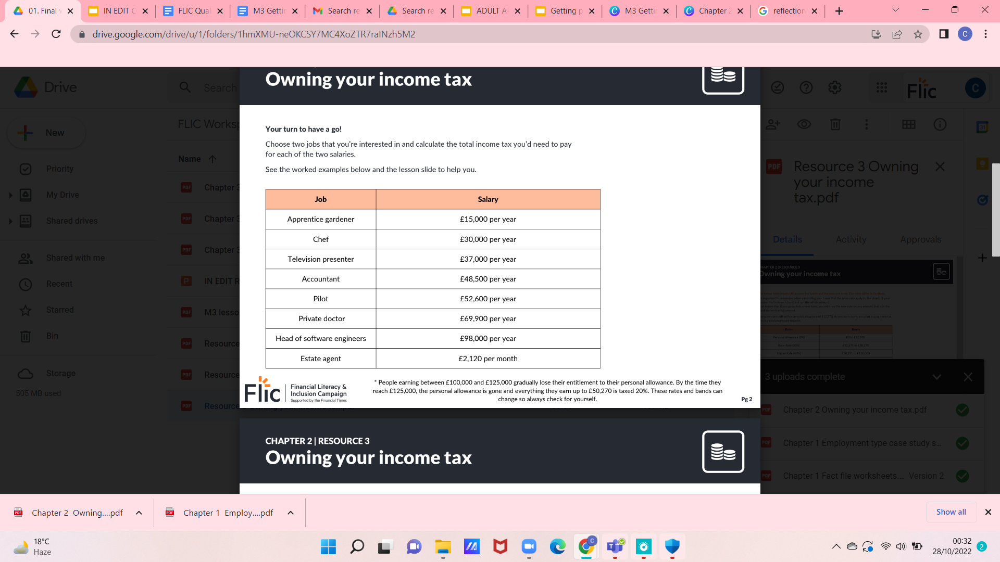 01. Final v
IN EDIT C
FLIC Qual
M3 Gettin
Search re
Search re
ADULT A
Getting p
M3 Gettin
Chapter 2
reflection
drive.google.com/drive/u/1/folders/1hmXMU-neOKCSY7MC4XoZTR7raINzh5M2
C
Drive
Search
Flic
C
New
Priority
My Drive
Shared drives
Shared with me
Recent
Starred
Bin
Storage
505 MB used
FLIC Worksp
Name
Chapter 3
Chapter 3
Chapter 3
IN EDIT R
M3 lesso
Resource
Resource
Resource
Owning your income tax
Your turn to have a go!
Choose two jobs that you're interested in and calculate the total income tax you'd need to pay
for each of the two salaries.
See the worked examples below and the lesson slide to help you.
Job Salary
Apprentice gardener £15,000 per year
Chef £30,000 per year
Television presenter £37,000 per year
Accountant £48,500 per year
Pilot £52,600 per year
Private doctor £69,900 per year
Head of software engineers £98,000 per year
Estate agent £2,120 per month
Flic
Financial Literacy &
Inclusion Campaign
Supported by the Financial Times
* People earning between £100,000 and £125,000 gradually lose their entitlement to their personal allowance. By the time they
reach £125,000, the personal allowance is gone and everything they earn up to £50,270 is taxed 20%. These rates and bands can
change so always check for yourself.
Pg 2
CHAPTER 2 | RESOURCE 3
Owning your income tax
PDF
Resource 3 Owning
your income
tax.pdf
Details
Activity
Approvals
Owning your income tax
3 uploads complete
Chapter 2 Owning your income tax.pdf
Chapter 1 Employment type case study s...
Chapter 1 Fact file worksheets.... Version 2
Chapter 2 Owning....pdf
Chapter 1 Employ....pdf
Show all
18°C
Haze
00:32
28/10/2022
2